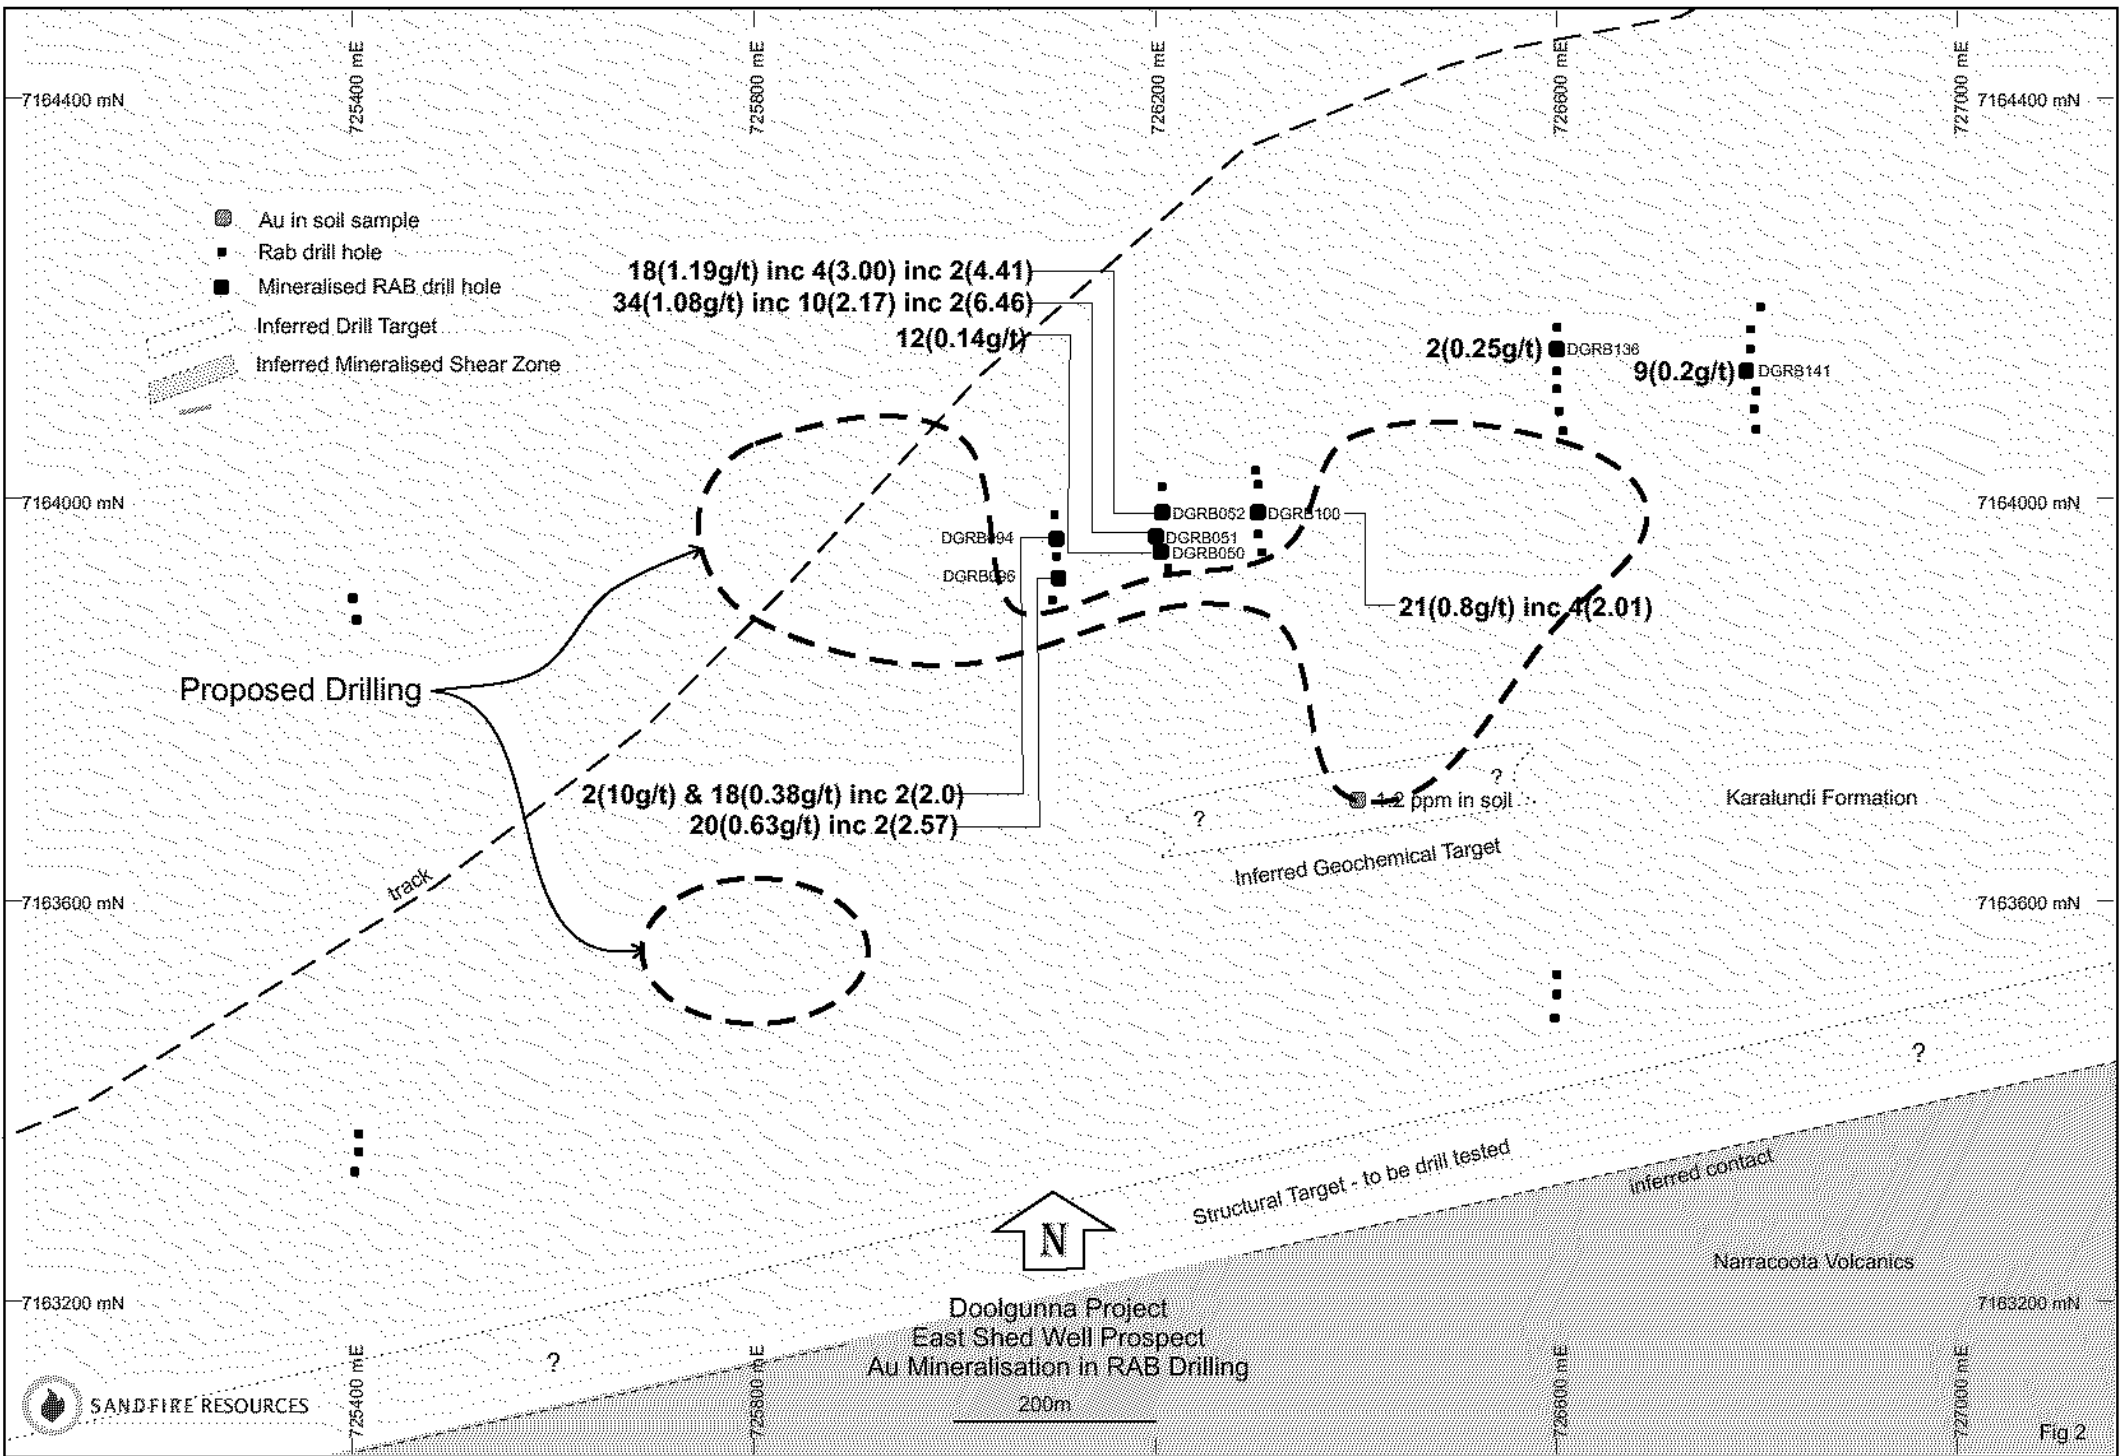 725400 mE
725800 mE
726200 mE
726600 mE
727000 mE
7164400 mN
7164400 mN
Au in soil sample
Rab drill hole
Mineralised RAB drill hole
Inferred Drill Target
Inferred Mineralised Shear Zone
18(1.19g/t) inc 4(3.00) inc 2(4.41)
34(1.08g/t) inc 10(2.17) inc 2(6.46)
12(0.14g/t)
2(0.25g/t)
DGRB136
9(0.2g/t)
DGRB141
7164000 mN
7164000 mN
DGRB052
DGRB100
DGRB094
DGRB051
DGRB050
DGRB096
21(0.8g/t) inc 4(2.01)
Proposed Drilling
2(10g/t) & 18(0.38g/t) inc 2(2.0)
20(0.63g/t) inc 2(2.57)
?
?
1.2 ppm in soil
Karalundi Formation
Inferred Geochemical Target
track
7163600 mN
7163600 mN
?
Structural Target - to be drill tested
inferred contact
N
Narracoota Volcanics
7163200 mN
7163200 mN
Doolgunna Project
East Shed Well Prospect
Au Mineralisation in RAB Drilling
200m
?
SANDFIRE RESOURCES
725400 mE
725800 mE
726600 mE
727000 mE
Fig 2